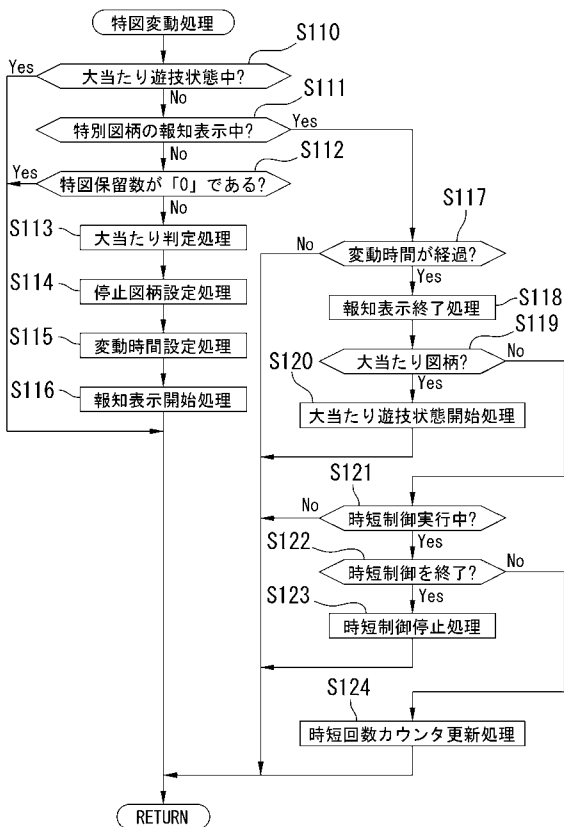 特図変動処理
S110
Yes
大当たり遊技状態中?
No
S111
特別図柄の報知表示中?
Yes
No
S112
Yes
特図保留数が「0」である?
No
S113
大当たり判定処理
S114
停止図柄設定処理
S115
変動時間設定処理
S116
報知表示開始処理
S117
No
変動時間が経過?
Yes
S118
報知表示終了処理
S119
大当たり図柄?
No
S120
Yes
大当たり遊技状態開始処理
S121
No
時短制御実行中?
S122
Yes
時短制御を終了?
No
S123
Yes
時短制御停止処理
S124
時短回数カウンタ更新処理
RETURN